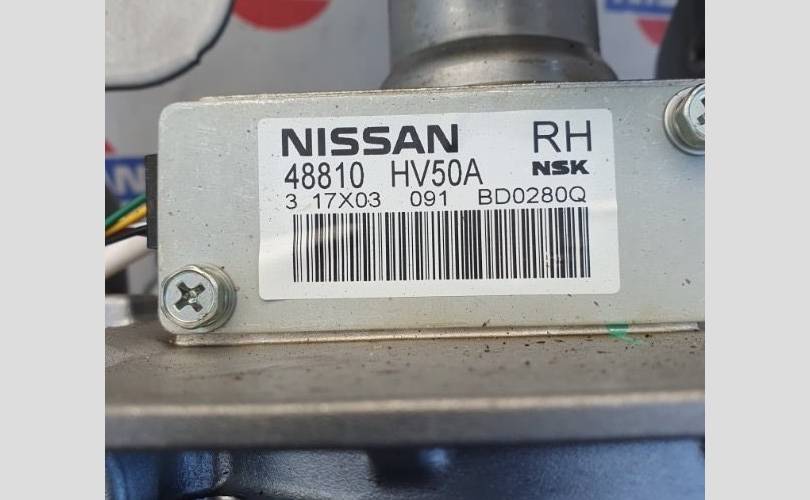 NISSAN RH
48810 HV50A NSK
3 17X03 091 BD0280Q